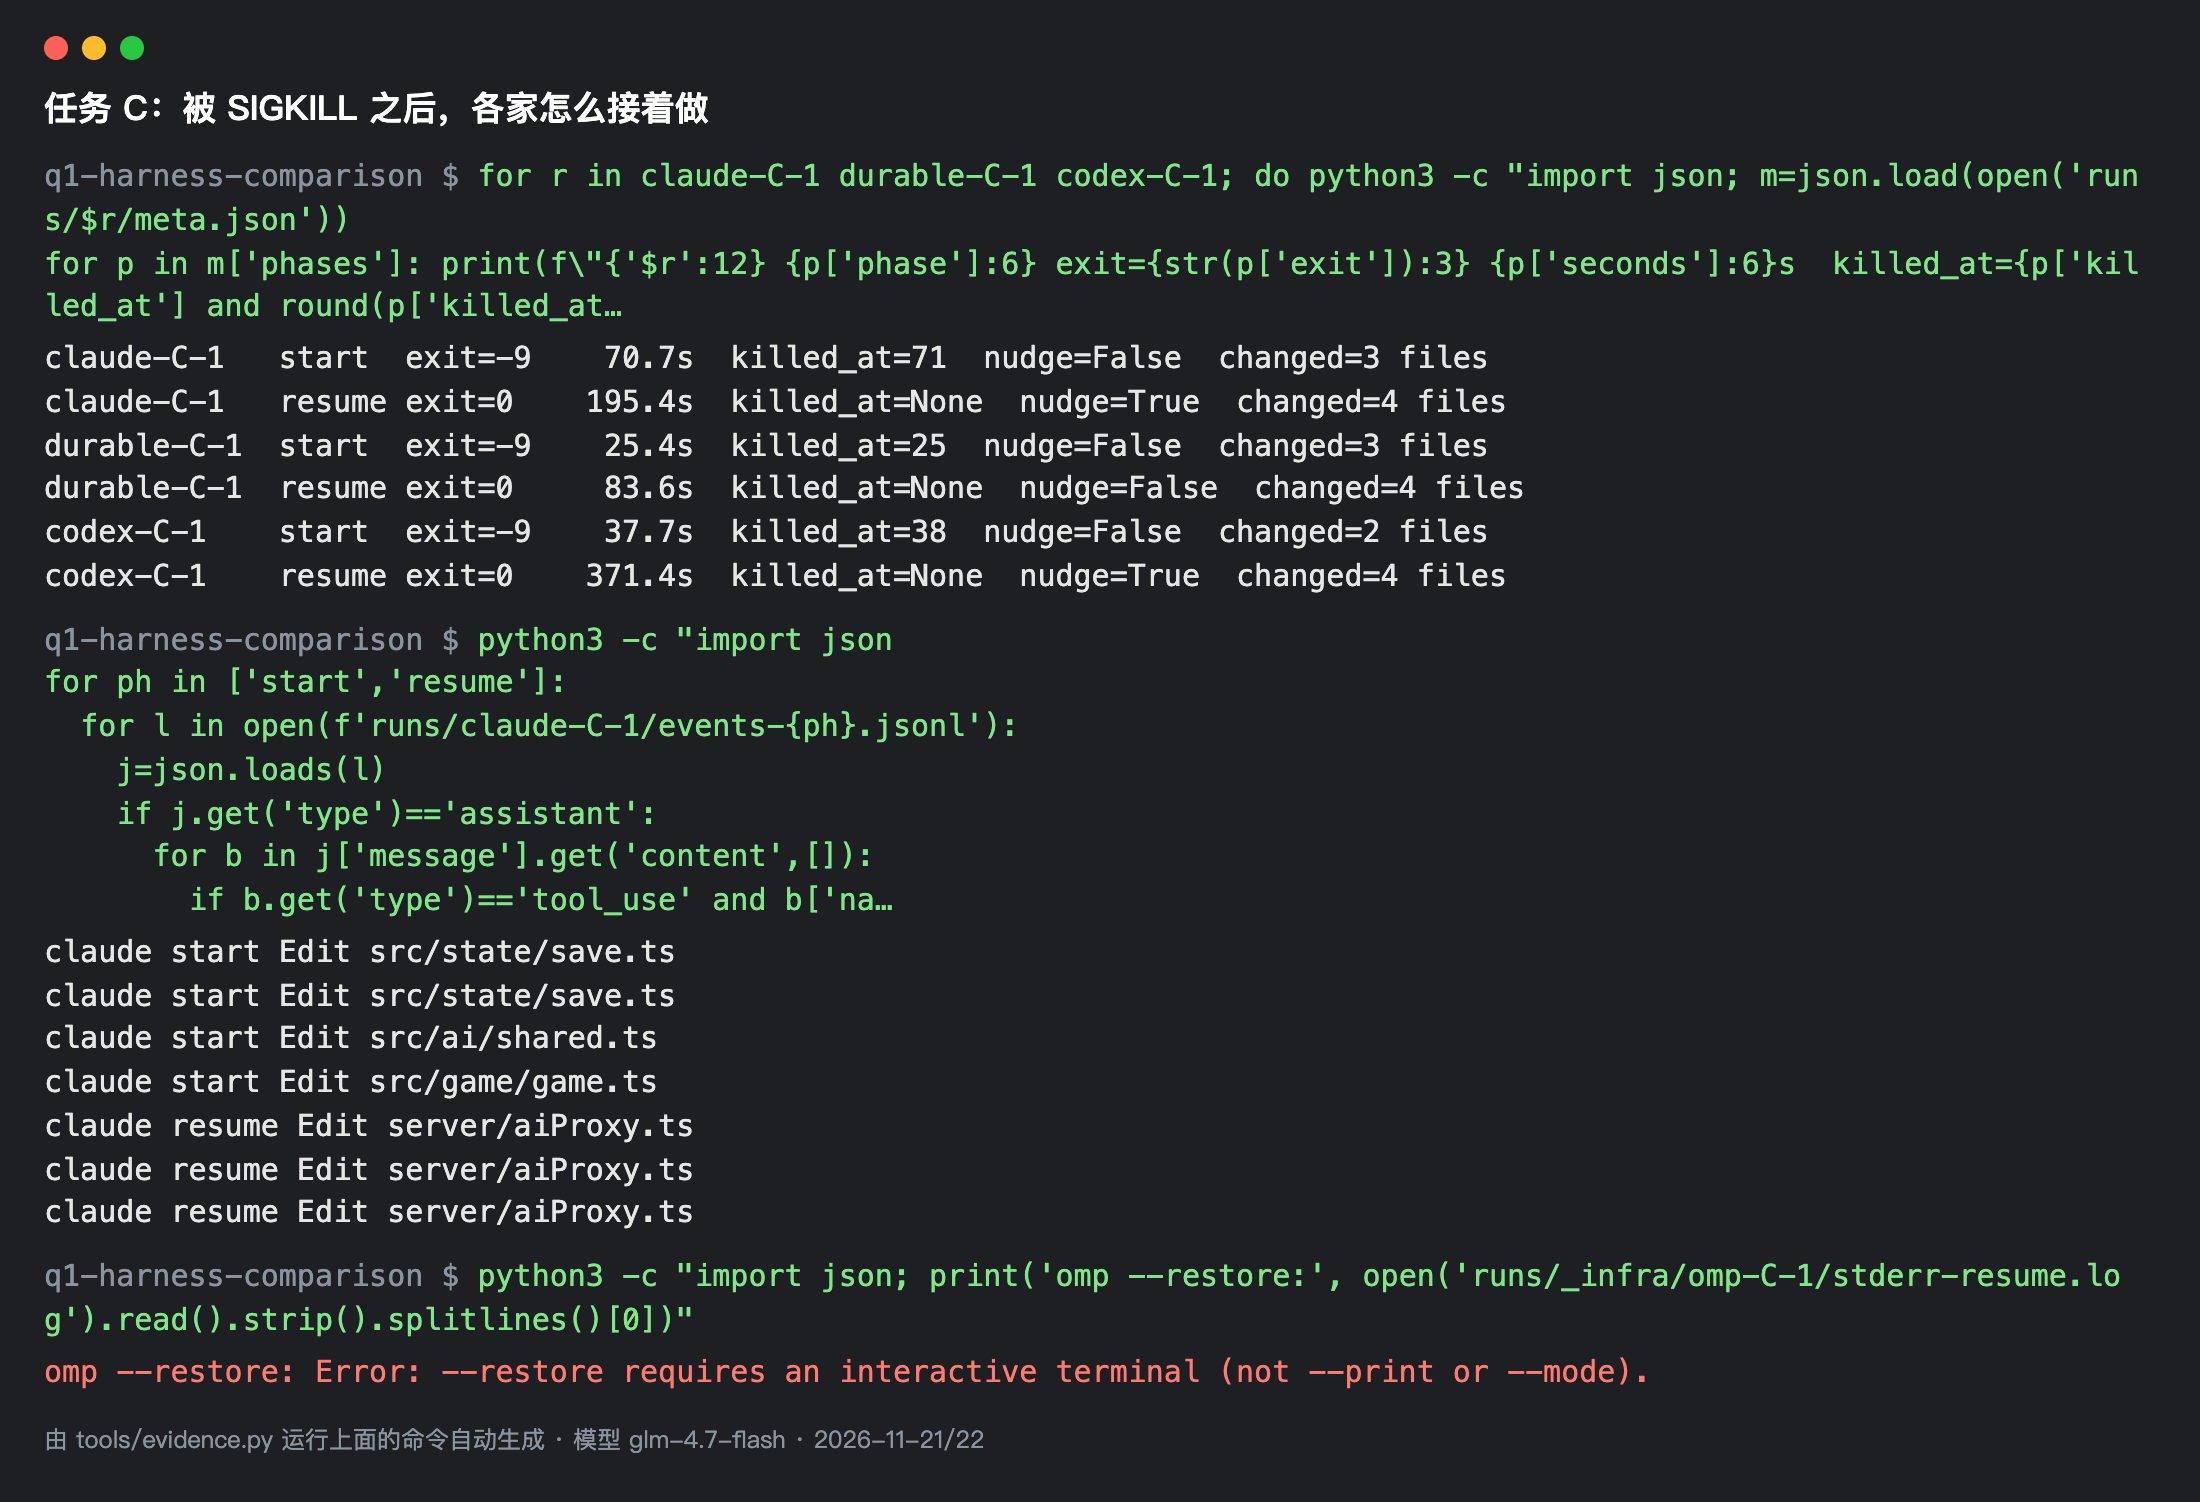 任务 C：被 SIGKILL 之后，各家怎么接着做
q1-harness-comparison $ for r in claude-C-1 durable-C-1 codex-C-1; do python3 -c "import json; m=json.load(open('run
s/$r/meta.json'))
for p in m['phases']: print(f\"{'$r':12} {p['phase']:6} exit={str(p['exit']):3} {p['seconds']:6}s  killed_at={p['kil
led_at'] and round(p['killed_at…
claude-C-1   start  exit=-9    70.7s  killed_at=71  nudge=False  changed=3 files
claude-C-1   resume exit=0    195.4s  killed_at=None  nudge=True  changed=4 files
durable-C-1  start  exit=-9    25.4s  killed_at=25  nudge=False  changed=3 files
durable-C-1  resume exit=0     83.6s  killed_at=None  nudge=False  changed=4 files
codex-C-1    start  exit=-9    37.7s  killed_at=38  nudge=False  changed=2 files
codex-C-1    resume exit=0    371.4s  killed_at=None  nudge=True  changed=4 files
q1-harness-comparison $ python3 -c "import json
for ph in ['start','resume']:
  for l in open(f'runs/claude-C-1/events-{ph}.jsonl'):
    j=json.loads(l)
    if j.get('type')=='assistant':
      for b in j['message'].get('content',[]):
        if b.get('type')=='tool_use' and b['na…
claude start Edit src/state/save.ts
claude start Edit src/state/save.ts
claude start Edit src/ai/shared.ts
claude start Edit src/game/game.ts
claude resume Edit server/aiProxy.ts
claude resume Edit server/aiProxy.ts
claude resume Edit server/aiProxy.ts
q1-harness-comparison $ python3 -c "import json; print('omp --restore:', open('runs/_infra/omp-C-1/stderr-resume.lo
g').read().strip().splitlines()[0])"
omp --restore: Error: --restore requires an interactive terminal (not --print or --mode).
由 tools/evidence.py 运行上面的命令自动生成 · 模型 glm-4.7-flash · 2026-11-21/22